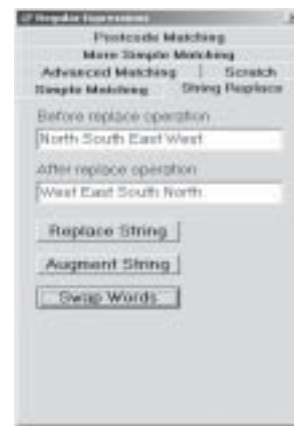 Regular Expressions
Postcode Matching
More Simple Matching
Advanced Matching | Scratch
Simple Matching String Replace
Before replace operation
North South East West
After replace operation
West East South North
Replace String
Augment String
Swap Words